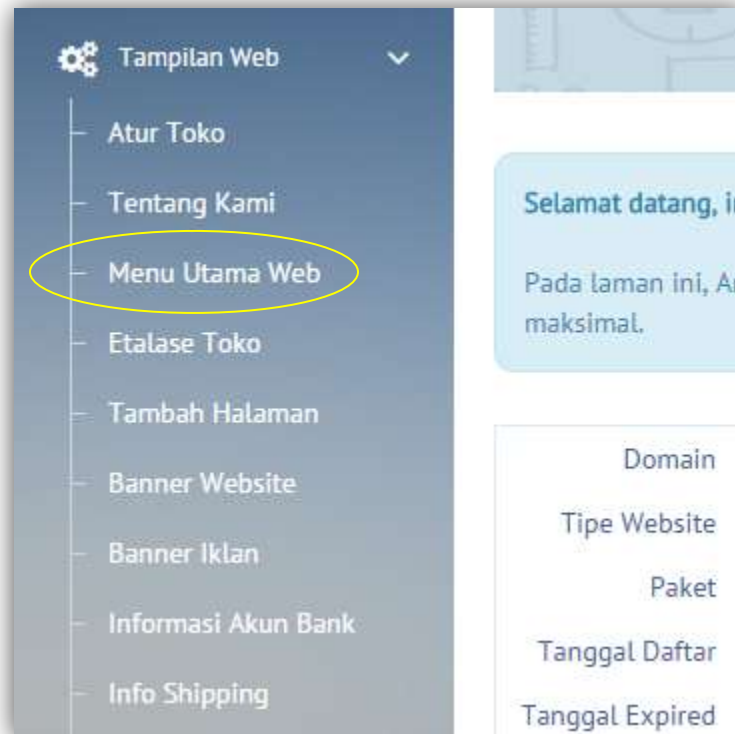 Tampilan Web
Atur Toko
Tentang Kami
Menu Utama Web
Etalase Toko
Tambah Halaman
Banner Website
Banner Iklan
Informasi Akun Bank
Info Shipping
Selamat datang,
Pada laman ini,
maksimal.
Domain
Tipe Website
Paket
Tanggal Daftar
Tanggal Expired